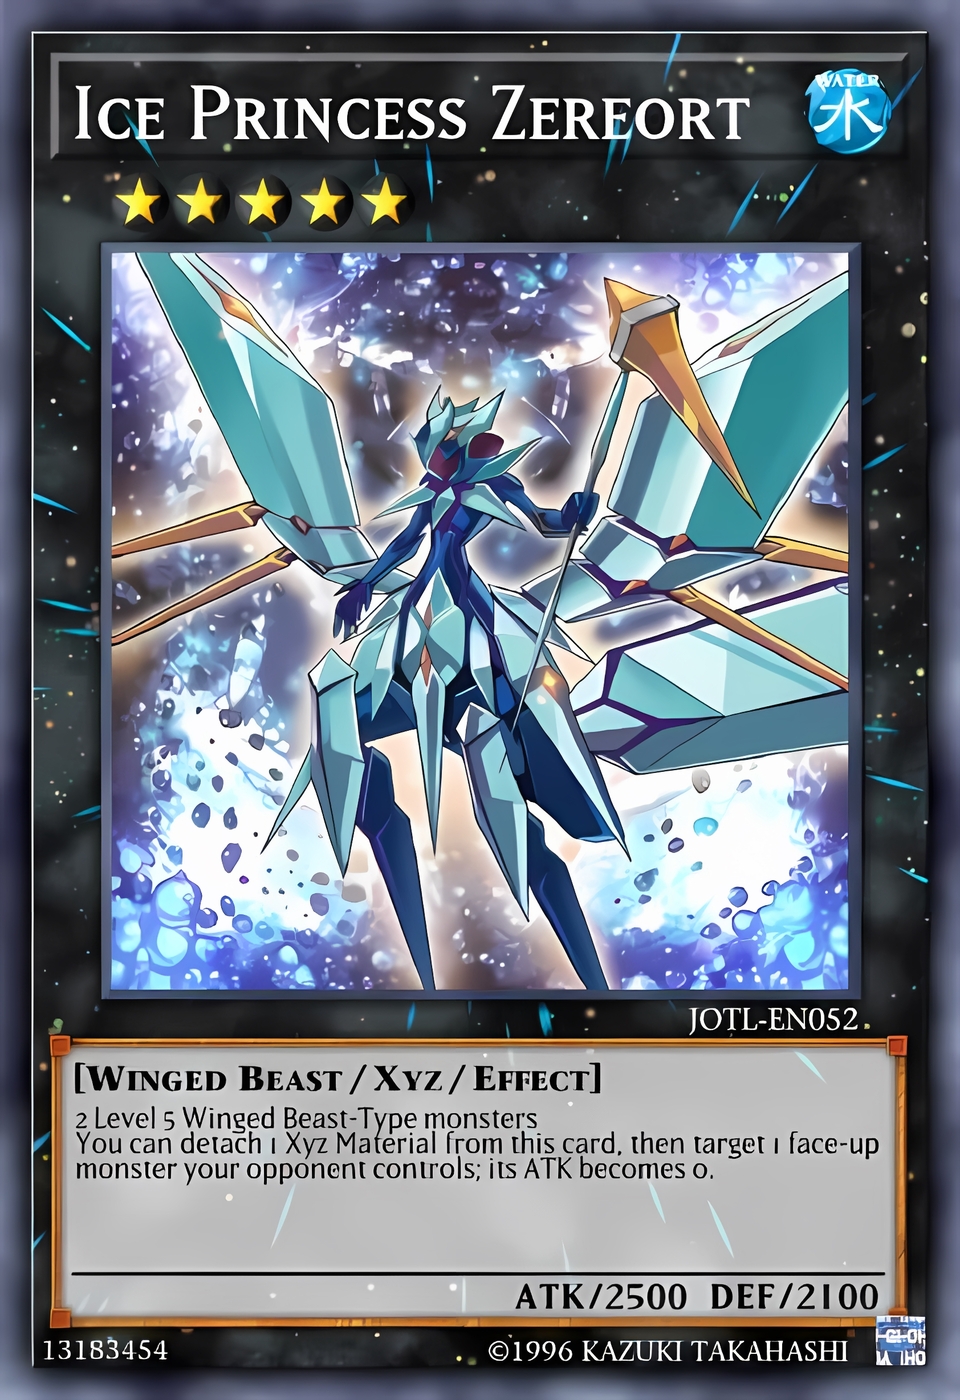 Ice Princess Zereort
WATER
水
JOTL-EN052
[Winged Beast/Xyz/Effect]
2 Level 5 Winged Beast-Type monsters
You can detach 1 Xyz Material from this card, then target 1 face-up
monster your opponent controls; its ATK becomes 0.
ATK/2500 DEF/2100
13183454
©1996 KAZUKI TAKAHASHI